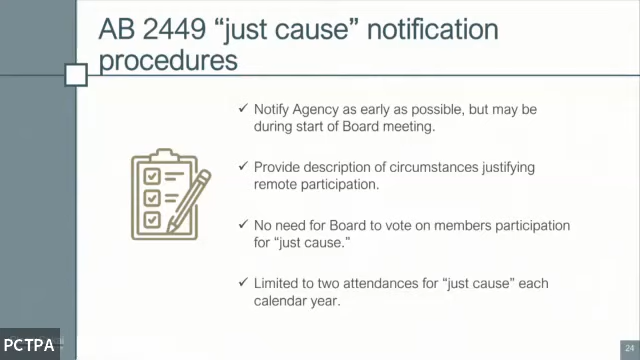 AB 2449 “just cause” notification
procedures
✓ Notify Agency as early as possible, but may be
during start of Board meeting.
✓ Provide description of circumstances justifying
remote participation.
✓ No need for Board to vote on members participation
for “just cause.”
✓ Limited to two attendances for “just cause” each
calendar year.
PCTPA
24